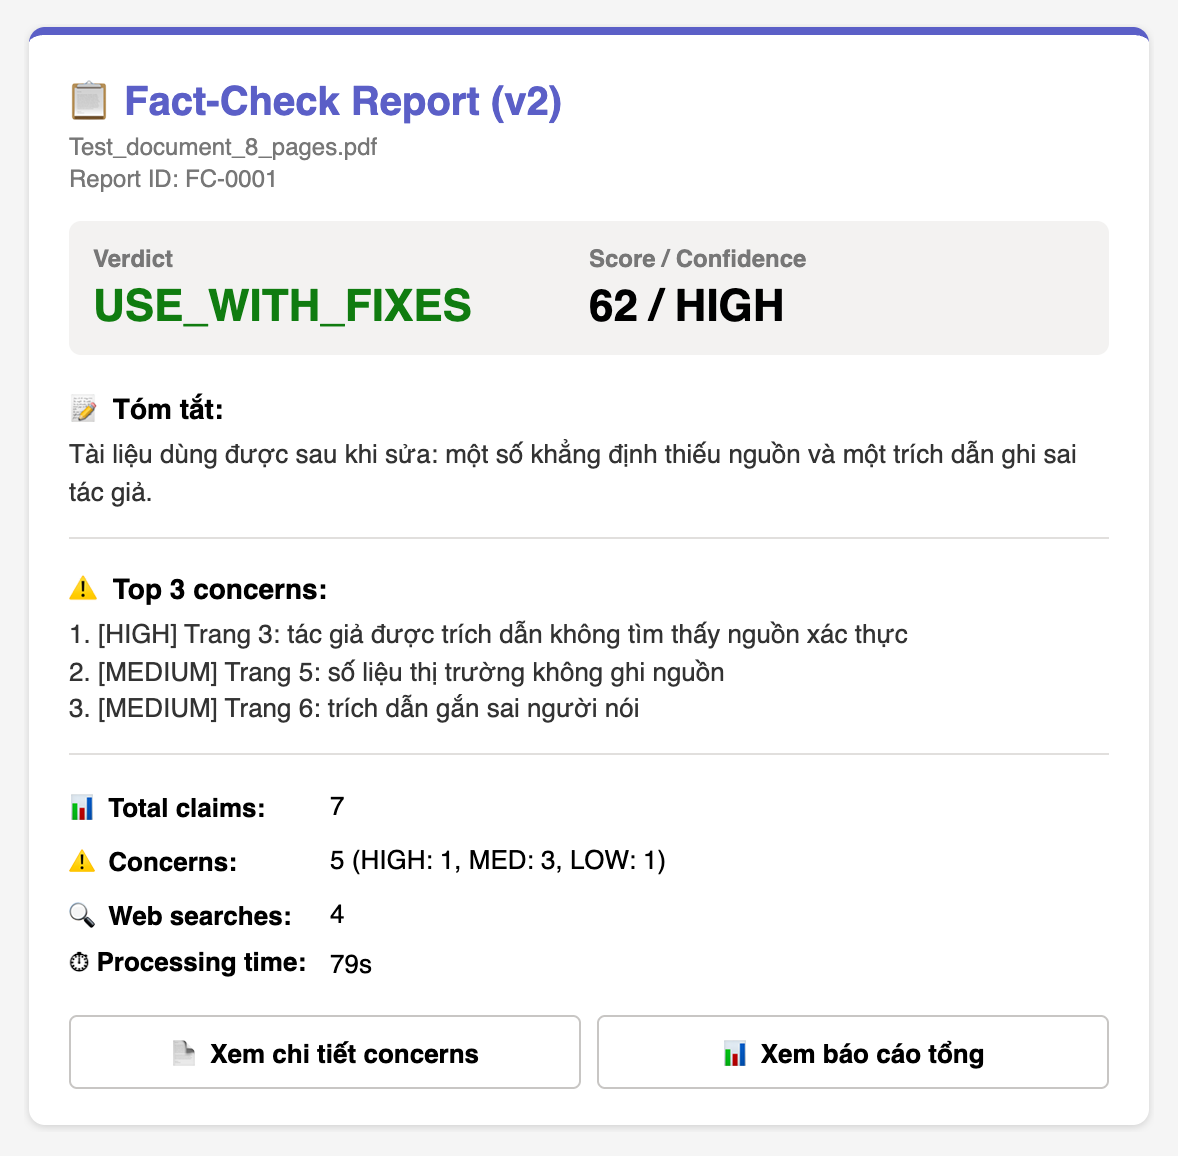 Fact-Check Report (v2)
Test_document_8_pages.pdf
Report ID: FC-0001
Verdict
USE_WITH_FIXES
Score / Confidence
62 / HIGH
Tóm tắt:
Tài liệu dùng được sau khi sửa: một số khẳng định thiếu nguồn và một trích dẫn ghi sai
tác giả.
Top 3 concerns:
1. [HIGH] Trang 3: tác giả được trích dẫn không tìm thấy nguồn xác thực
2. [MEDIUM] Trang 5: số liệu thị trường không ghi nguồn
3. [MEDIUM] Trang 6: trích dẫn gắn sai người nói
Total claims: 7
Concerns: 5 (HIGH: 1, MED: 3, LOW: 1)
Web searches: 4
Processing time: 79s
Xem chi tiết concerns
Xem báo cáo tổng